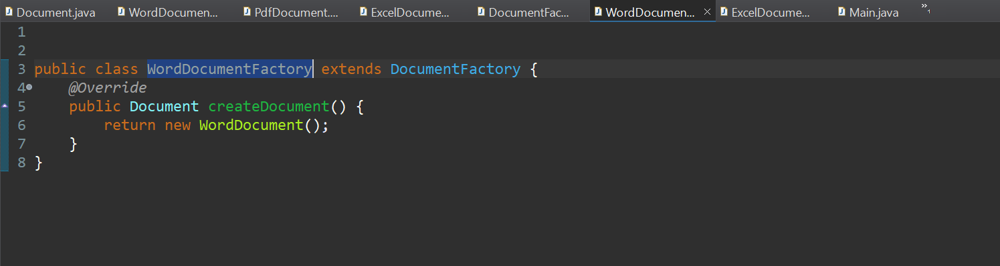 Document.java WordDocumen... PdfDocument.... ExcelDocume... DocumentFac... WordDocumen... ExcelDocume... Main.java »1
1
2
3 public class WordDocumentFactory extends DocumentFactory {
4 @Override
5 public Document createDocument() {
6 return new WordDocument();
7 }
8 }